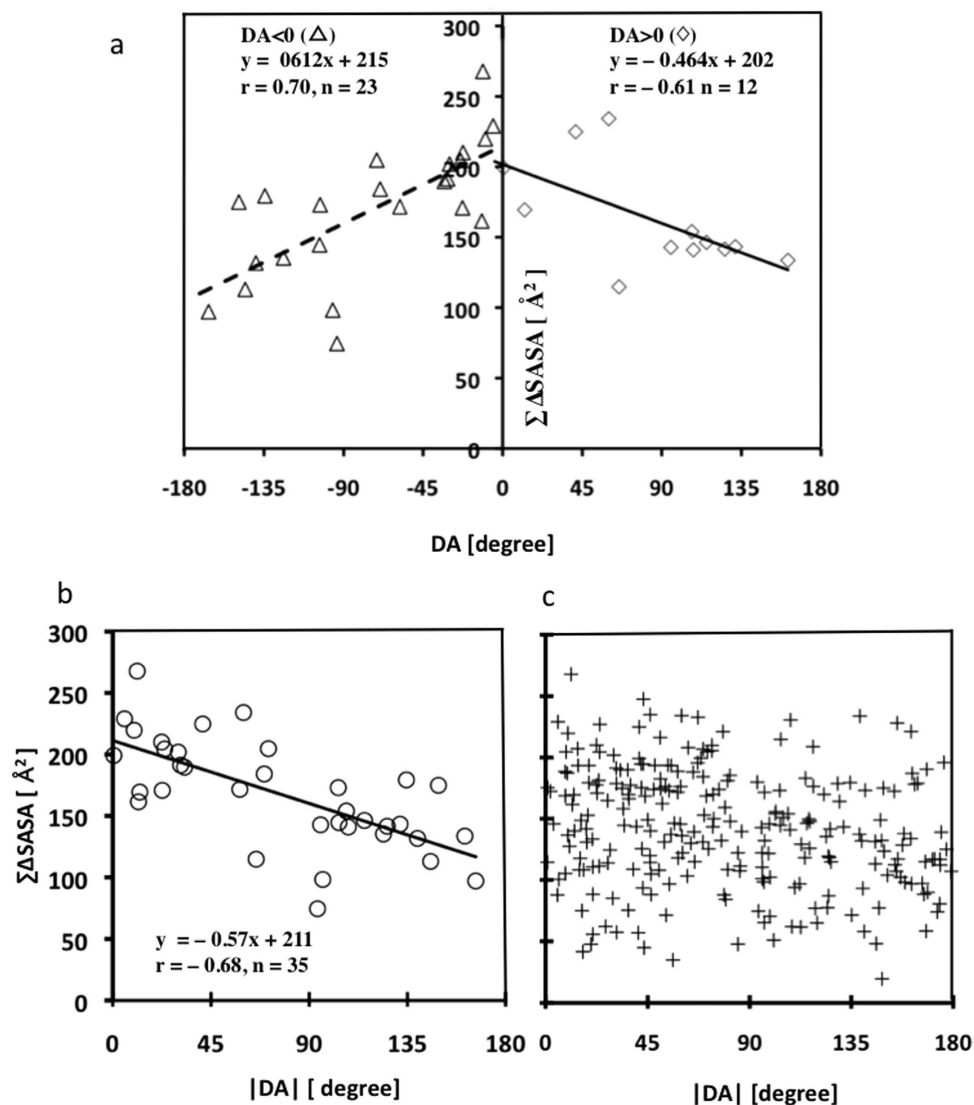 a
DA<0 (△)
y = 0612x + 215
r = 0.70, n = 23
DA>0 (◇)
y = − 0.464x + 202
r = − 0.61 n = 12
300
250
200
150
100
50
0
∑ΔSASA [ Å²]
-180 -135 -90 -45 0 45 90 135 180
DA [degree]
b
300
250
200
150
100
50
0
∑ΔSASA [ Å²]
y = − 0.57x + 211
r = − 0.68, n = 35
0 45 90 135 180
|DA| [ degree]
c
0 45 90 135 180
|DA| [degree]